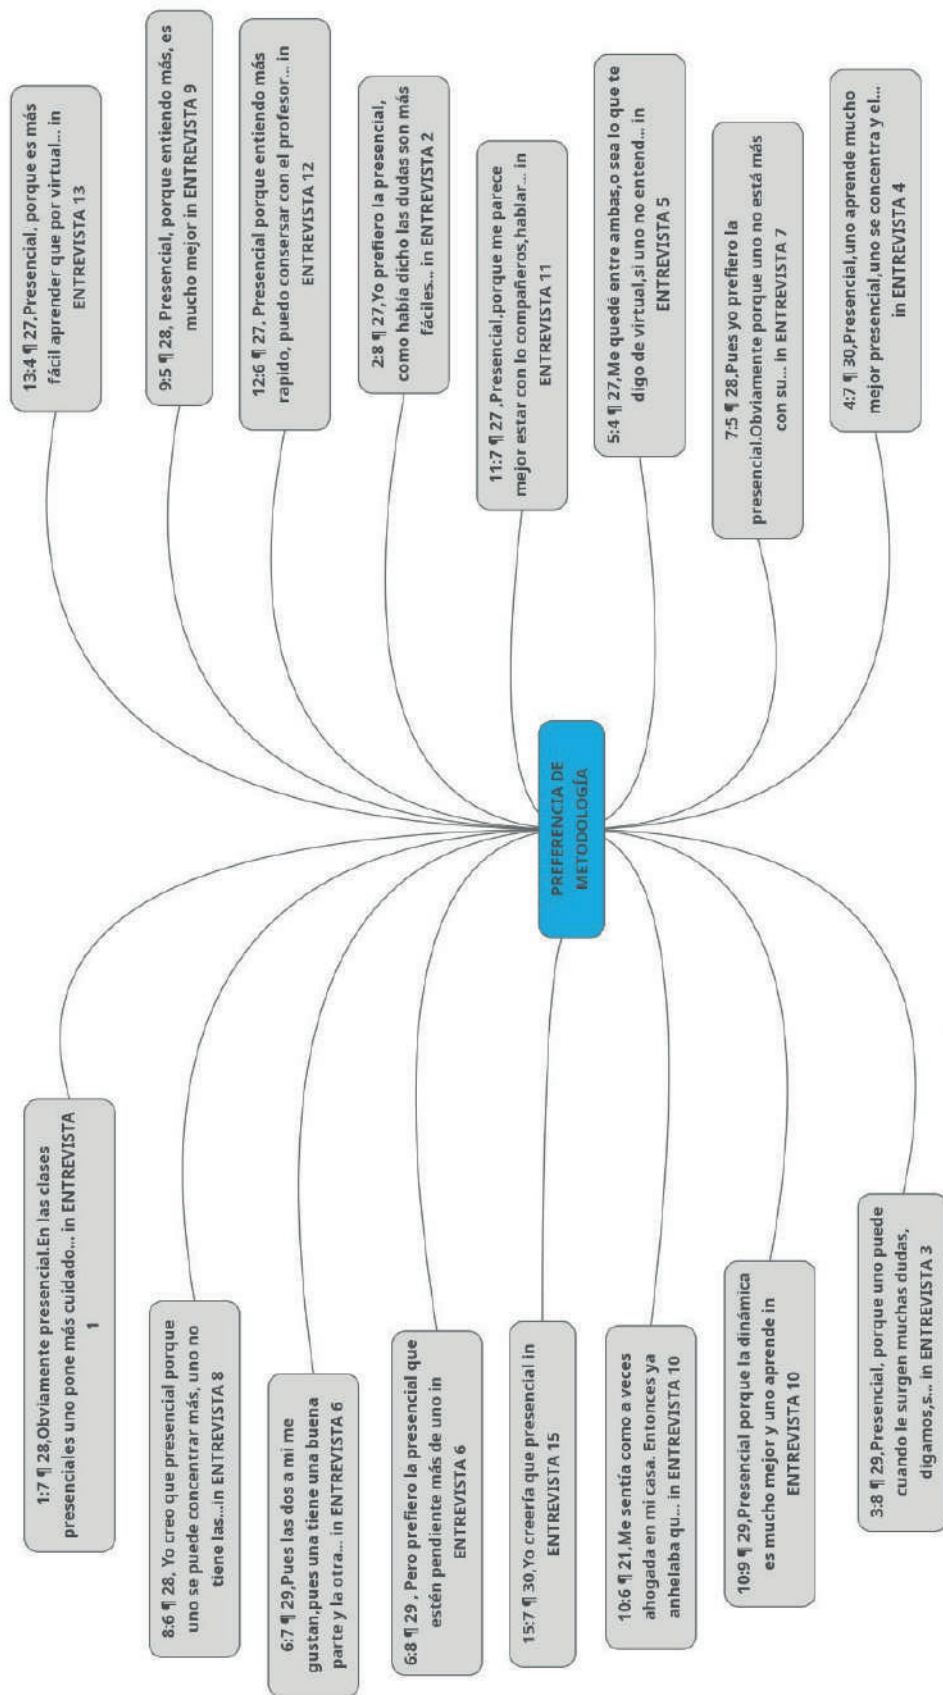 1:7 ¶ 28,Obviamente presencial.En las clases
presenciales uno pone más cuidado... in ENTREVISTA
1
8:6 ¶ 28, Yo creo que presencial porque
uno se puede concentrar más, uno no
tiene las...in ENTREVISTA 8
6:7 ¶ 29,Pues las dos a mi me
gustan,pues una tiene una buena
parte y la otra... in ENTREVISTA 6
6:8 ¶ 29 , Pero prefiero la presencial que
estén pendiente más de uno in
ENTREVISTA 6
15:7 ¶ 30,Yo creería que presencial in
ENTREVISTA 15
10:6 ¶ 21,Me sentía como a veces
ahogada en mi casa. Entonces ya
anhelaba qu... in ENTREVISTA 10
10:9 ¶ 29,Presencial porque la dinámica
es mucho mejor y uno aprende in
ENTREVISTA 10
3:8 ¶ 29,Presencial, porque uno puede
cuando le surgen muchas dudas,
digamos,s... in ENTREVISTA 3
PREFERENCIA DE
METODOLOGÍA
13:4 ¶ 27,Presencial, porque es más
fácil aprender que por virtual... in
ENTREVISTA 13
9:5 ¶ 28, Presencial, porque entiendo más, es
mucho mejor in ENTREVISTA 9
12:6 ¶ 27, Presencial porque entiendo más
rapido, puedo consersar con el profesor... in
ENTREVISTA 12
2:8 ¶ 27,Yo prefiero la presencial,
como había dicho las dudas son más
fáciles... in ENTREVISTA 2
11:7 ¶ 27 ,Presencial.porque me parece
mejor estar con lo compañeros,hablar... in
ENTREVISTA 11
5:4 ¶ 27,Me quedé entre ambas,o sea lo que te
digo de virtual,si uno no entend... in
ENTREVISTA 5
7:5 ¶ 28,Pues yo prefiero la
presencial.Obviamente porque uno no está más
con su... in ENTREVISTA 7
4:7 ¶ 30,Presencial,uno aprende mucho
mejor presencial,uno se concentra y el...
in ENTREVISTA 4